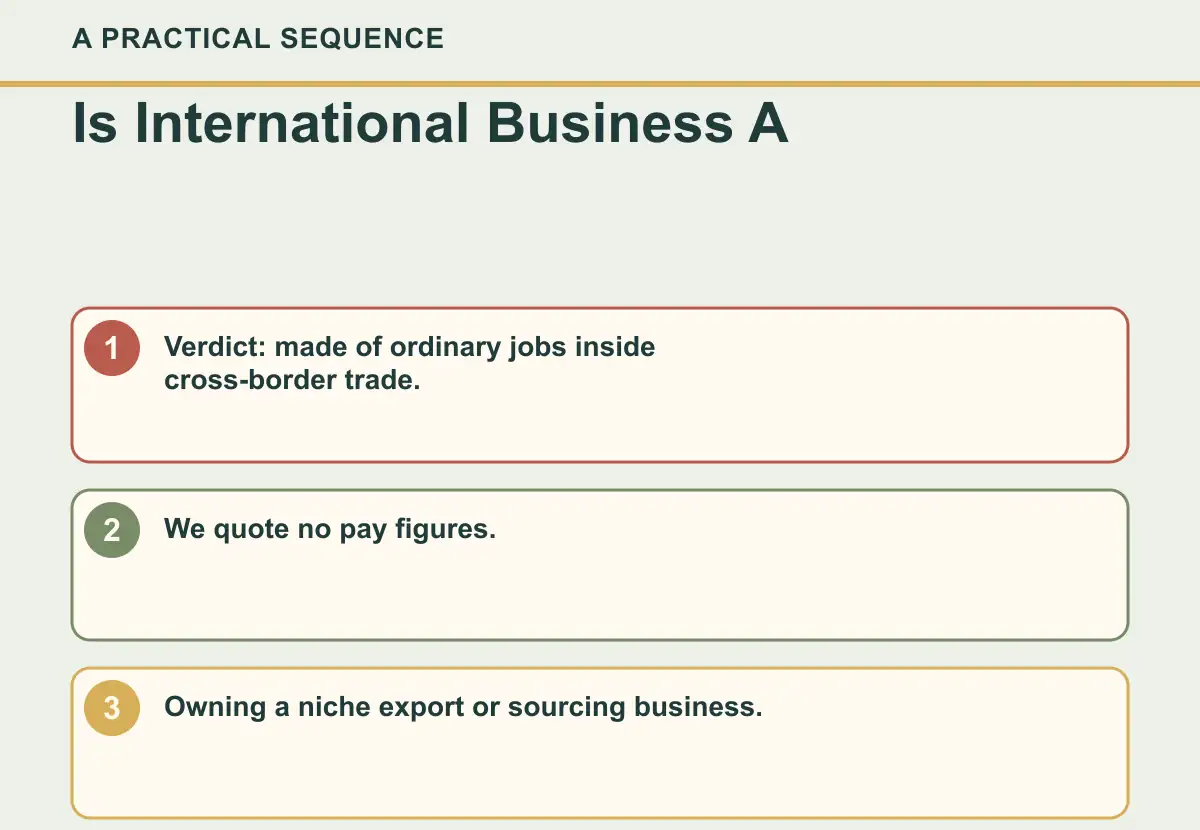 A PRACTICAL SEQUENCE
Is International Business A
1
Verdict: made of ordinary jobs inside
cross-border trade.
2
We quote no pay figures.
3
Owning a niche export or sourcing business.